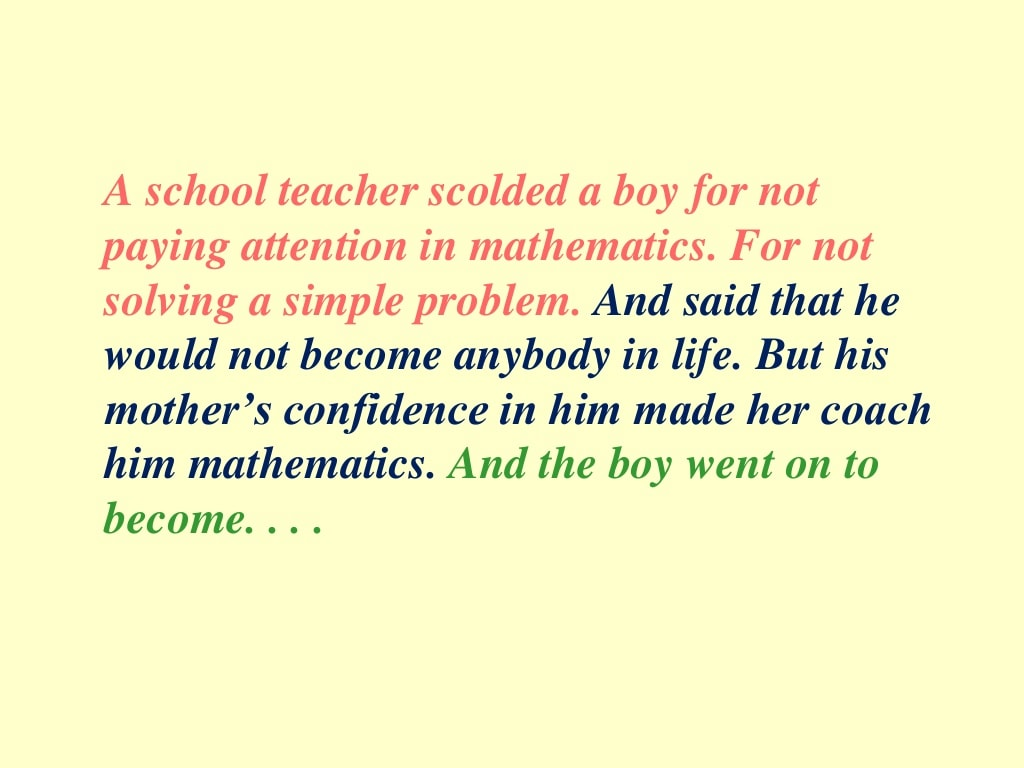 A school teacher scolded a boy for not
paying attention in mathematics. For not
solving a simple problem. And said that he
would not become anybody in life. But his
mother’s confidence in him made her coach
him mathematics. And the boy went on to
become. . . .